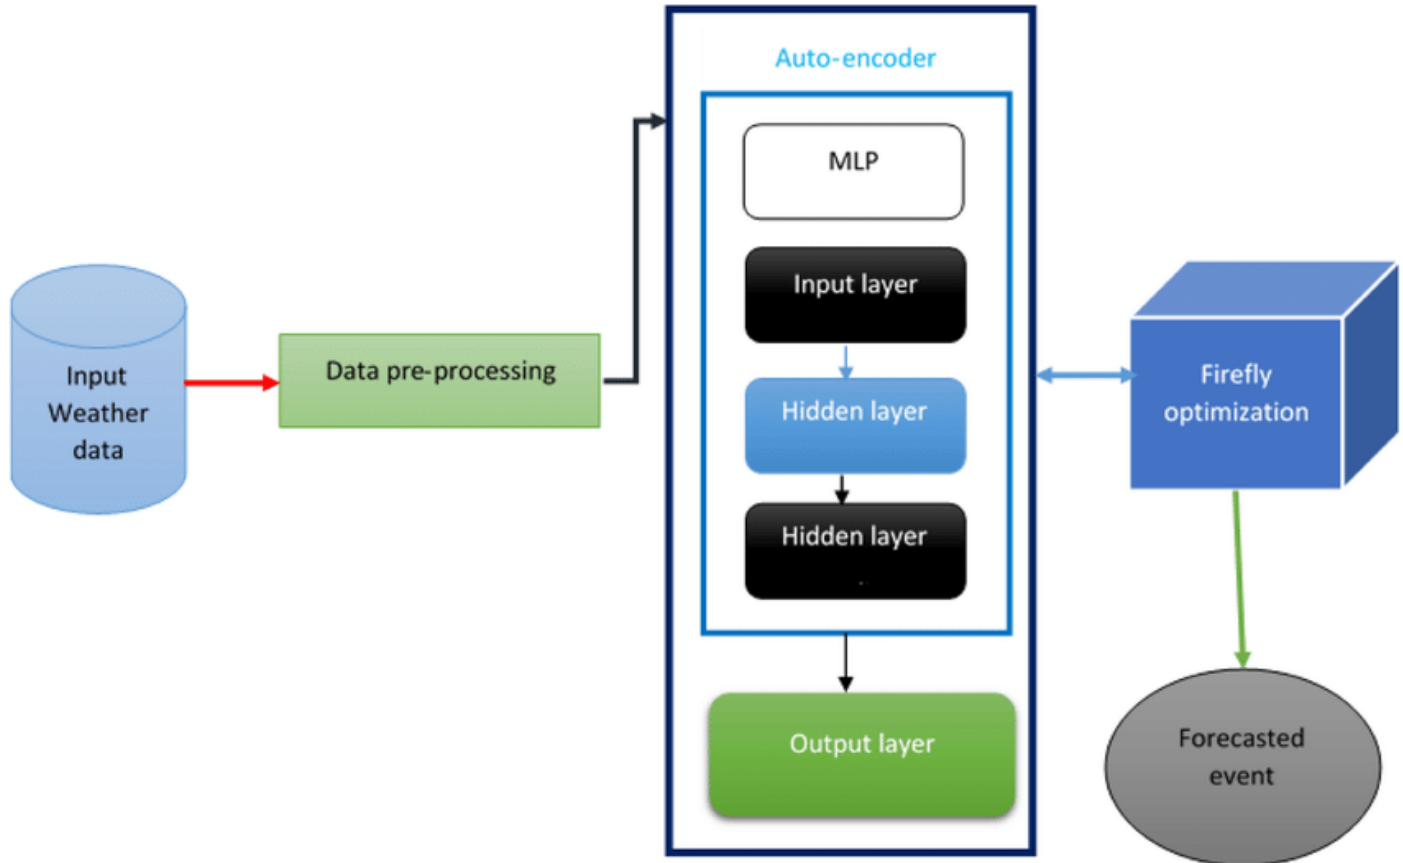 Auto-encoder
MLP
Input layer
Hidden layer
Hidden layer
Output layer
Input
Weather
data
Data pre-processing
Firefly
optimization
Forecasted
event